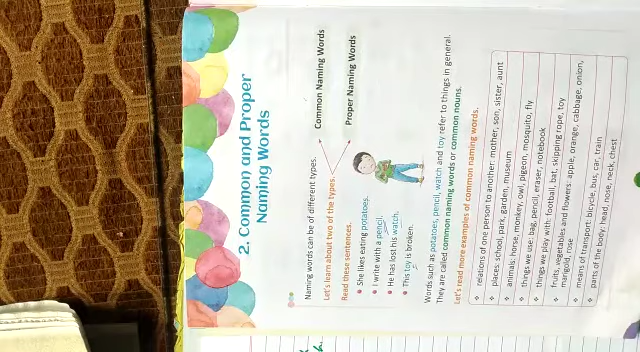 2. Common and Proper
Naming Words
Naming words can be of different types.
Let's learn about two of the types.
Common Naming Words
Proper Naming Words
Read these sentences.
She likes eating potatoes.
I write with a pencil.
He has lost his watch.
This toy is broken.
Words such as potatoes, pencil, watch and toy refer to things in general.
They are called common naming words or common nouns.
Let's read more examples of common naming words.
relations of one person to another: mother, son, sister, aunt
places: school, park, garden, museum
animals: horse, monkey, owl, pigeon, mosquito, fly
things we use: bag, pencil, eraser, notebook
things we play with: football, bat, skipping rope, toy
fruits, vegetables and flowers: apple, orange, cabbage, onion,
marigold, rose
means of transport: bicycle, bus, car, train
parts of the body: head, nose, neck, chest